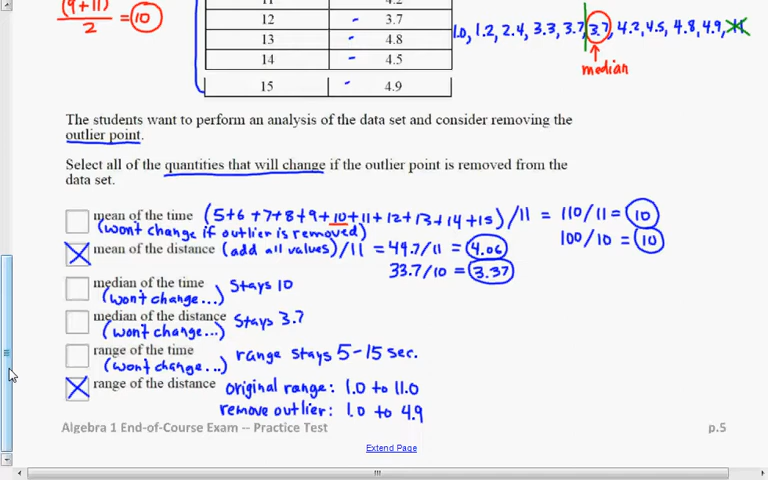 (9+11)
2 = 10
11 4.2
12 - 3.7
13 - 4.8
14 - 4.5
15 - 4.9
1.0, 1.2, 2.4, 3.3, 3.7, 3.7, 4.2, 4.5, 4.8, 4.9, 11
median
The students want to perform an analysis of the data set and consider removing the
outlier point.
Select all of the quantities that will change if the outlier point is removed from the
data set.
mean of the time (5+6+7+8+9+10+11+12+13+14+15)/11 = 110/11 = 10
(won't change if outlier is removed) 100/10 = 10
mean of the distance (add all values)/11 = 49.7/11 = 4.06
33.7/10 = 3.37
median of the time stays 10
(won't change...)
median of the distance stays 3.7
(won't change...)
range of the time range stays 5-15 sec.
(won't change...)
range of the distance original range: 1.0 to 11.0
remove outlier: 1.0 to 4.9
Algebra 1 End-of-Course Exam -- Practice Test p.5
Extend Page